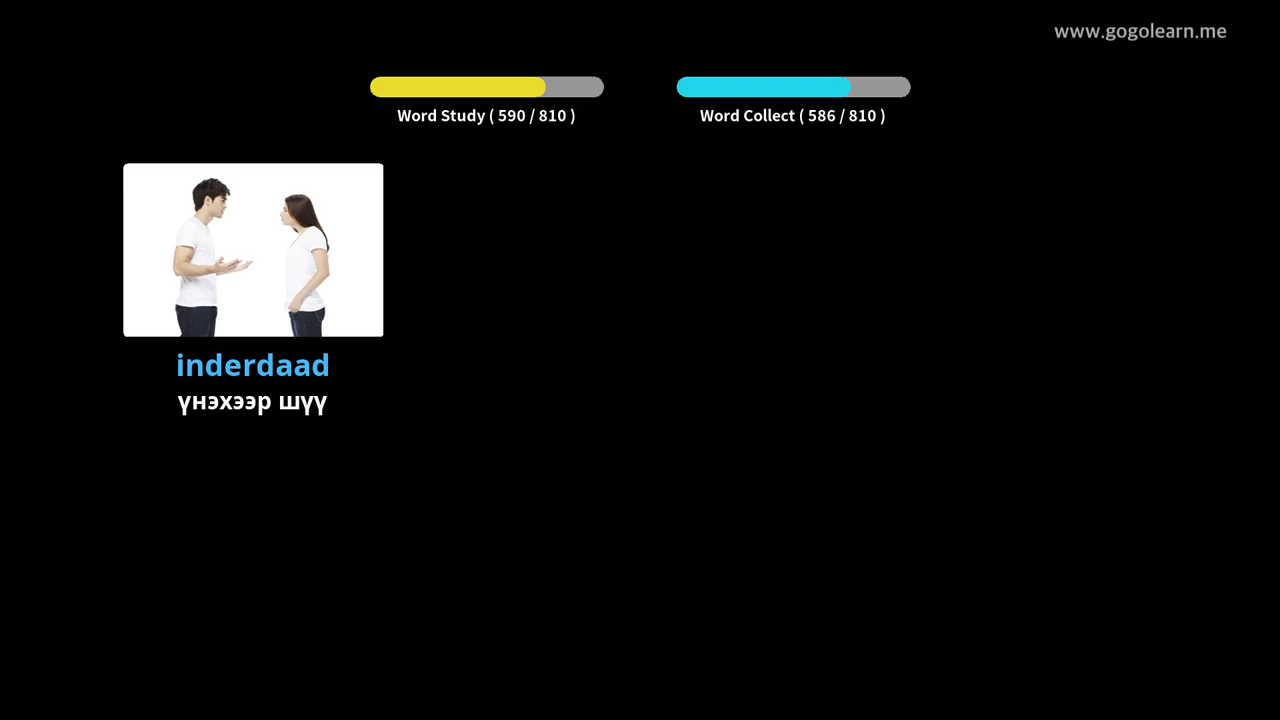 www.gogolearn.me
Word Study ( 590 / 810 )
Word Collect ( 586 / 810 )
inderdaad
үнэхээр шүү